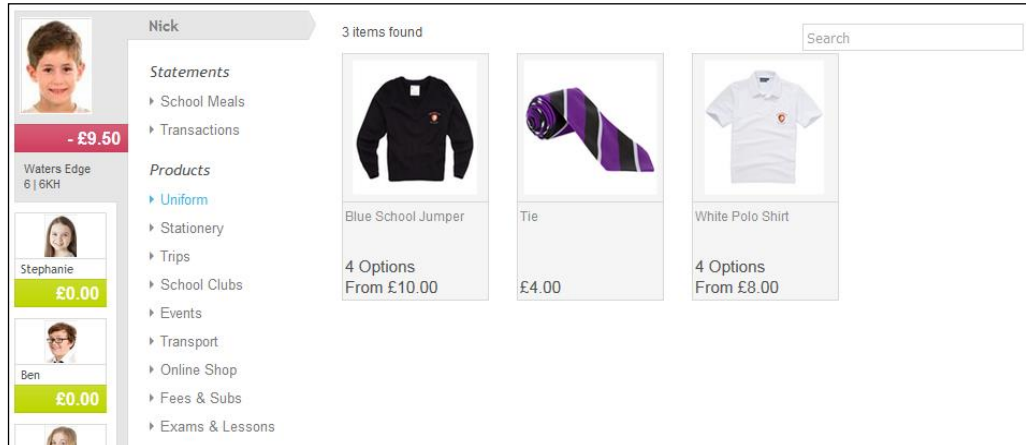 - £9.50
Waters Edge
6 | 6KH
Stephanie
£0.00
Ben
£0.00
Nick
Statements
School Meals
Transactions
Products
Uniform
Stationery
Trips
School Clubs
Events
Transport
Online Shop
Fees & Subs
Exams & Lessons
3 items found
Search
Blue School Jumper
4 Options
From £10.00
Tie
£4.00
White Polo Shirt
4 Options
From £8.00